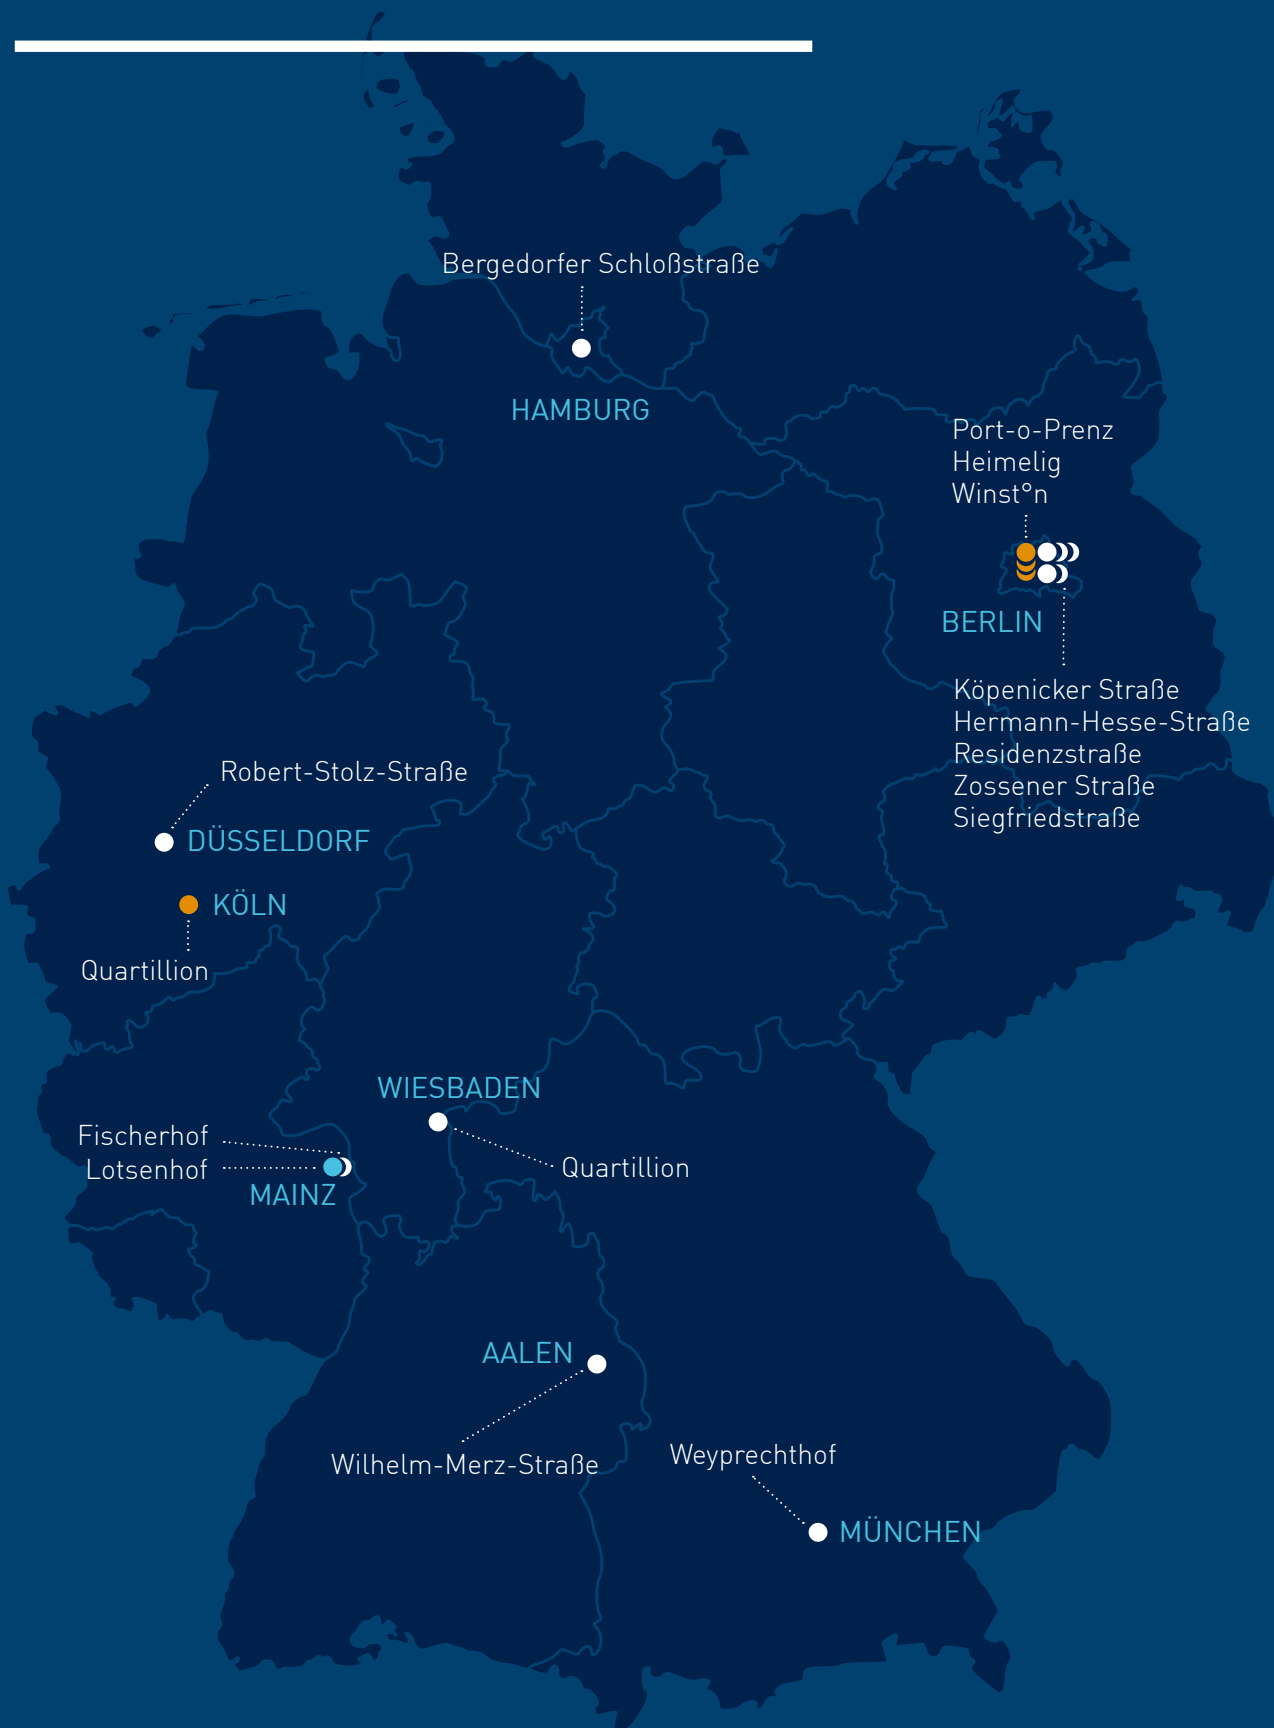 Bergedorfer Schloßstraße
HAMBURG
Port-o-Prenz
Heimelig
Winst°n
BERLIN
Köpenicker Straße
Hermann-Hesse-Straße
Residenzstraße
Zossener Straße
Siegfriedstraße
Robert-Stolz-Straße
DÜSSELDORF
KÖLN
Quartillion
WIESBADEN
Quartillion
Fischerhof
Lotsenhof
MAINZ
AALEN
Wilhelm-Merz-Straße
Weyprechthof
MÜNCHEN